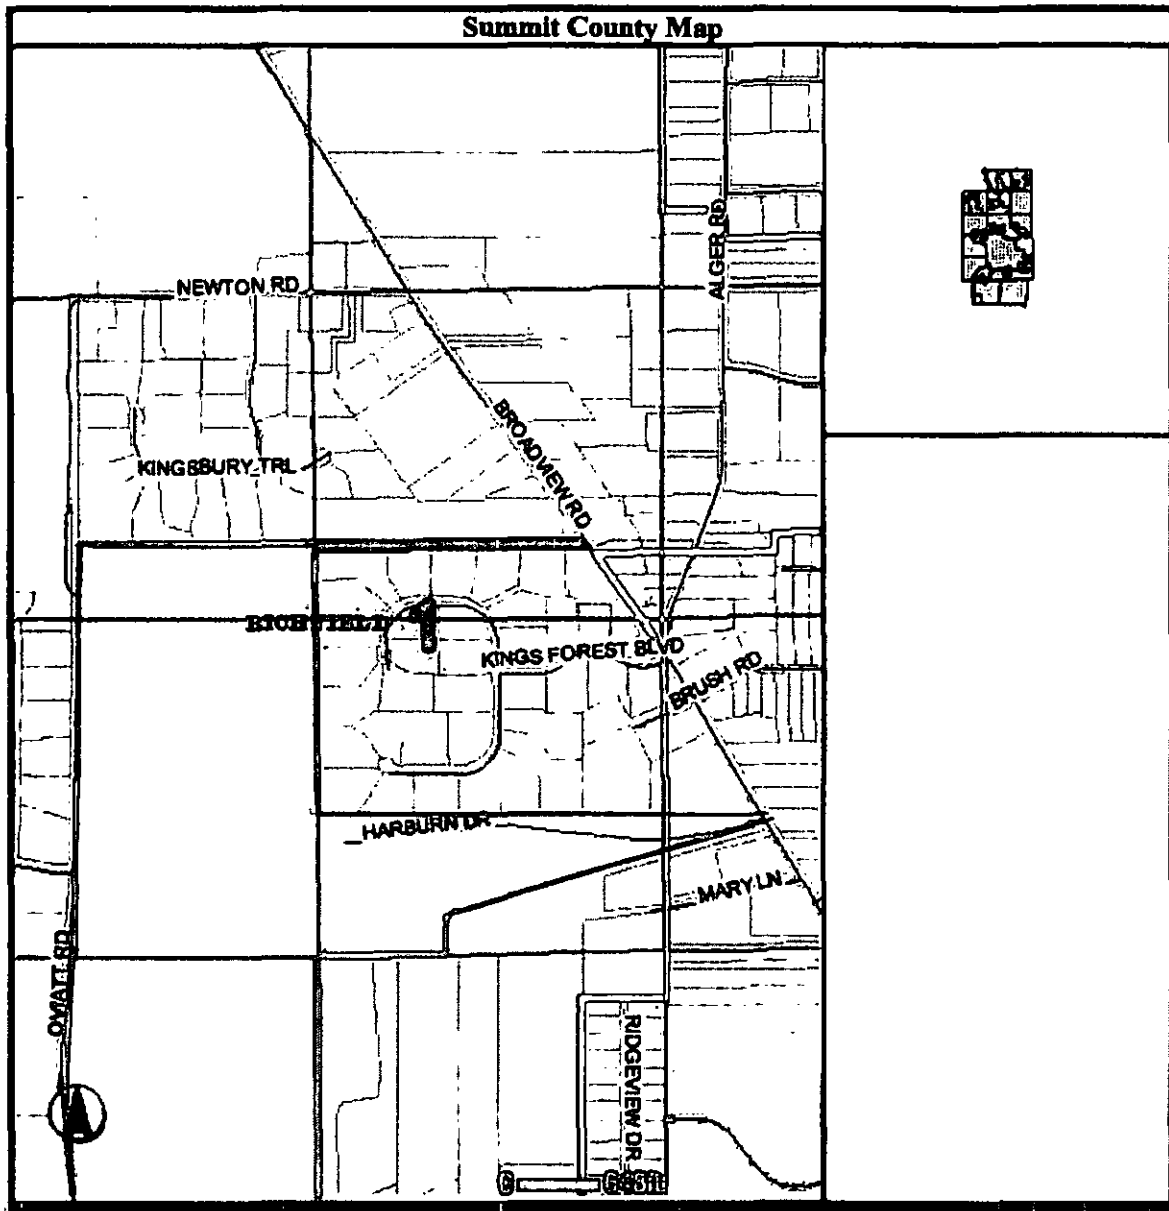 Summit County Map
ALGER RD
NEWTON RD
BROADVIEW RD
KINGSBURY TRL
KINGS FOREST BLVD
BRUSH RD
HARBURN DR
MARY LN
OVIATT RD
RIDGEVIEW DR